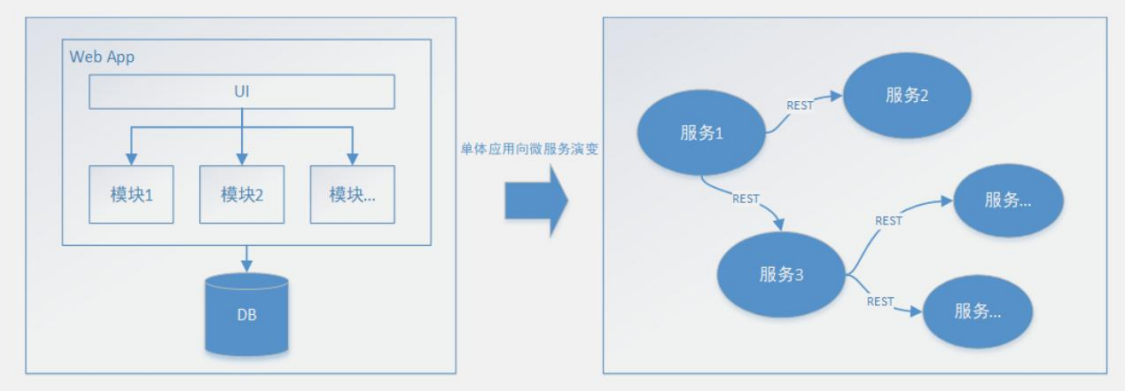 Web App
UI
模块1
模块2
模块...
DB
单体应用向微服务演变
服务1
REST
服务2
REST
服务3
REST
服务...
REST
服务...